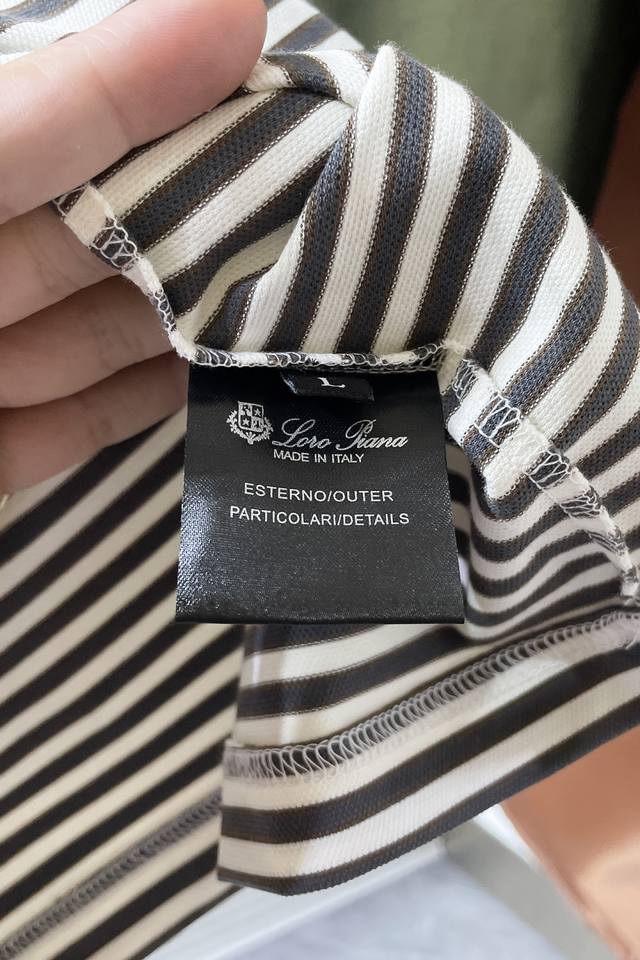 L
Loro Piana
MADE IN ITALY
ESTERNO/OUTER
PARTICOLARI/DETAILS